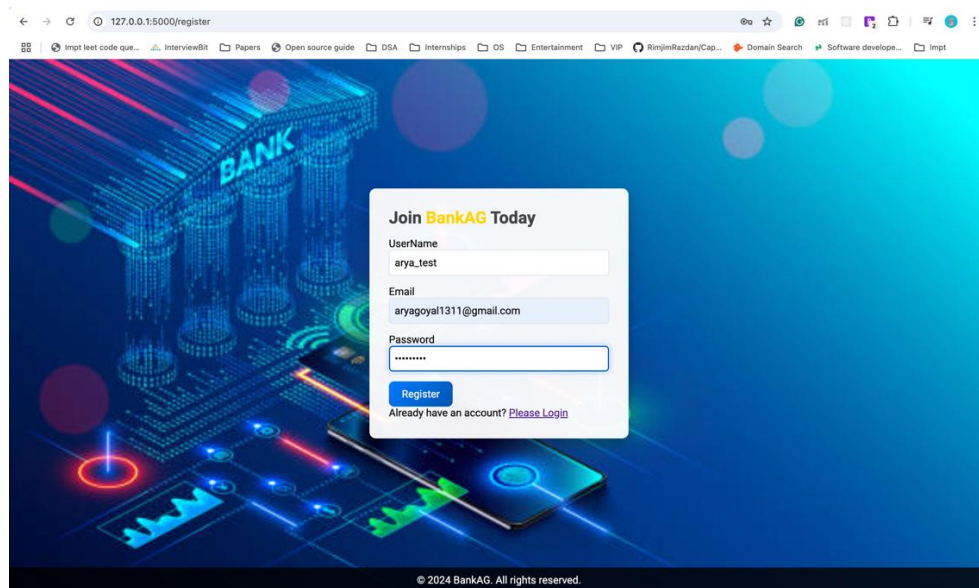 127.0.0.1:5000/register
Impt leet code que... InterviewBit Papers Open source guide DSA Internships OS Entertainment VIP RimjimRazdan/Cap... Domain Search Software develope... Impt
BANK
Join BankAG Today
UserName
arya_test
Email
aryagoyal1311@gmail.com
Password
•••••••••
Register
Already have an account? Please Login
© 2024 BankAG. All rights reserved.